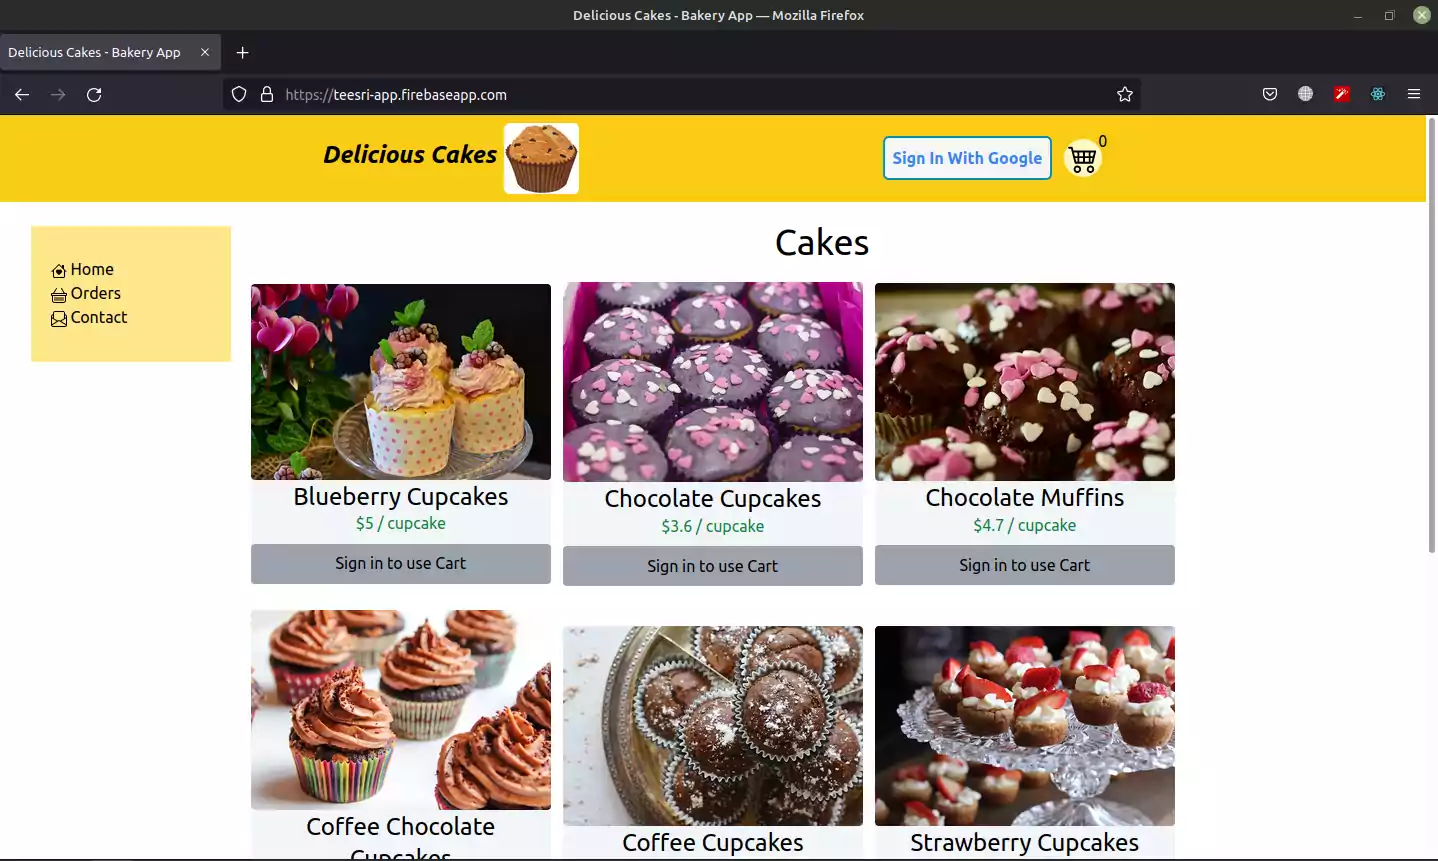 Delicious Cakes - Bakery App — Mozilla Firefox
Delicious Cakes - Bakery App
https://teesri-app.firebaseapp.com
Delicious Cakes
Sign In With Google
0
Home
Orders
Contact
Cakes
Blueberry Cupcakes
$5 / cupcake
Sign in to use Cart
Chocolate Cupcakes
$3.6 / cupcake
Sign in to use Cart
Chocolate Muffins
$4.7 / cupcake
Sign in to use Cart
Coffee Chocolate
Cupcakes
Coffee Cupcakes
Strawberry Cupcakes